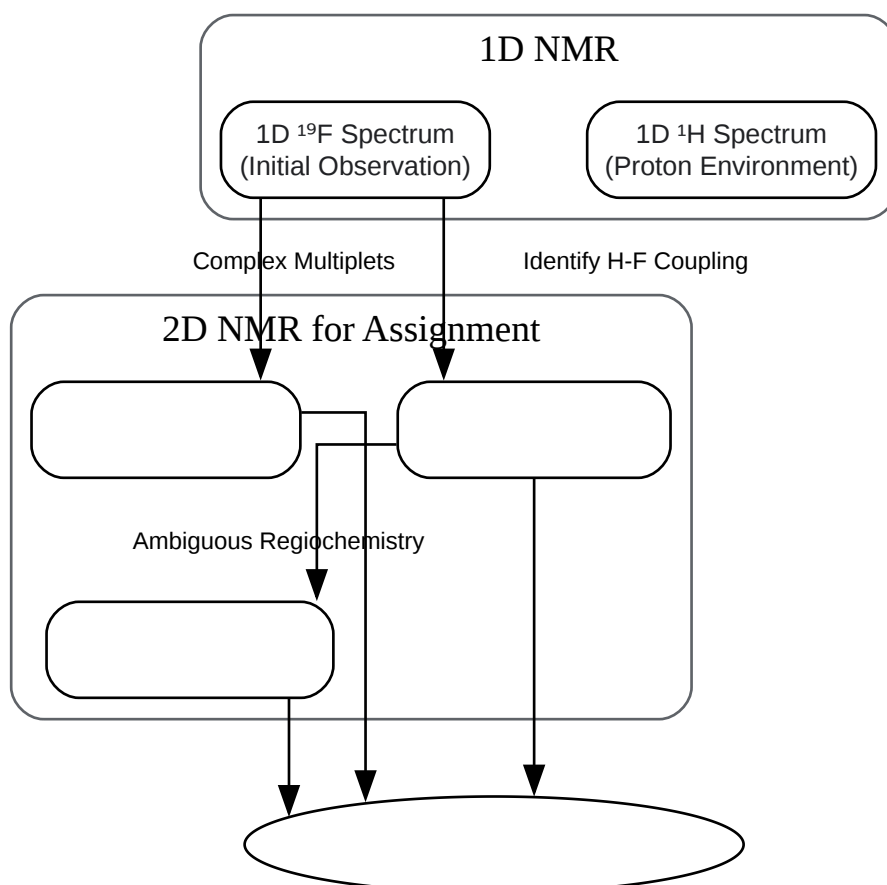 1D NMR
1D ¹⁹F Spectrum
(Initial Observation)
1D ¹H Spectrum
(Proton Environment)
Complex Multiplets
Identify H-F Coupling
2D NMR for Assignment
Ambiguous Regiochemistry